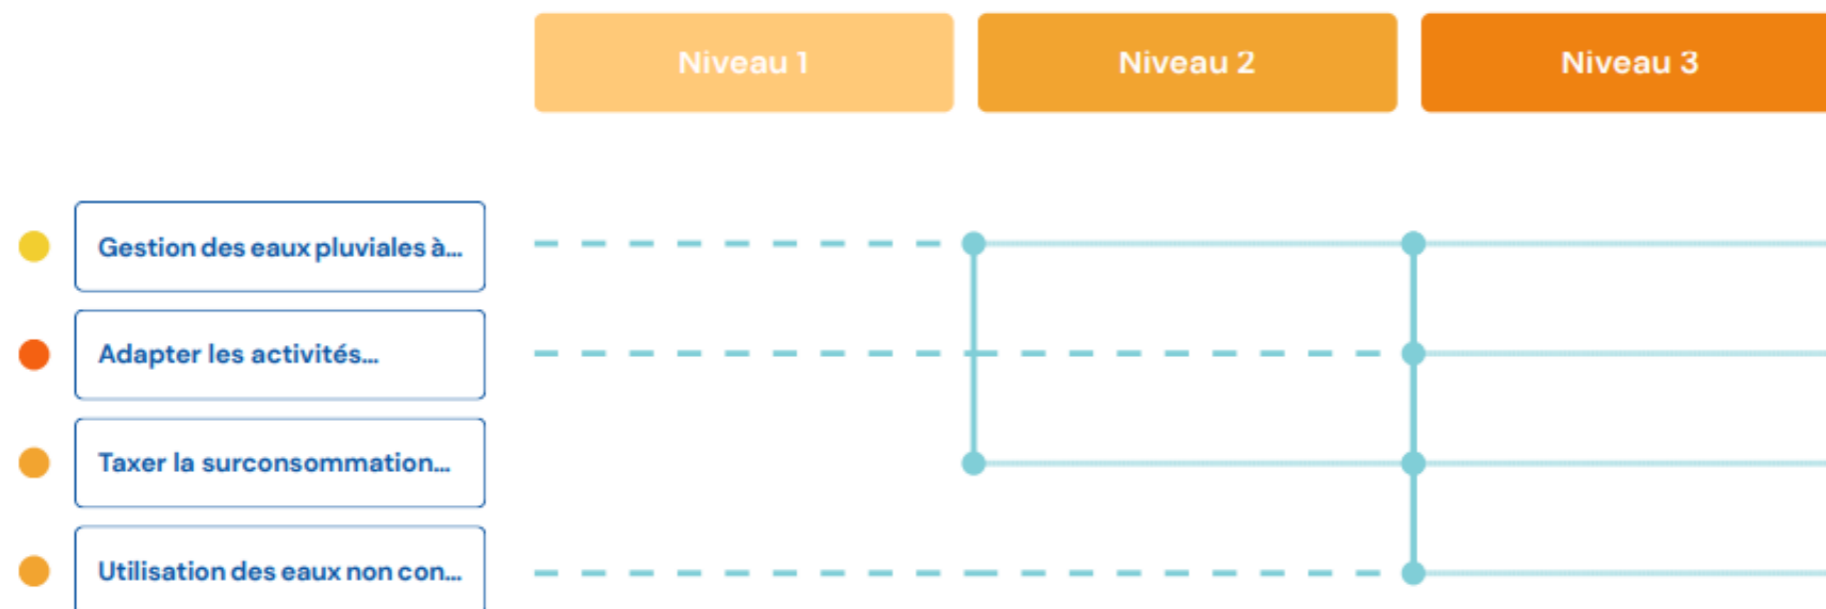 Niveau 1
Niveau 2
Niveau 3
Gestion des eaux pluviales à...
Adapter les activités...
Taxer la surconsommation...
Utilisation des eaux non con...